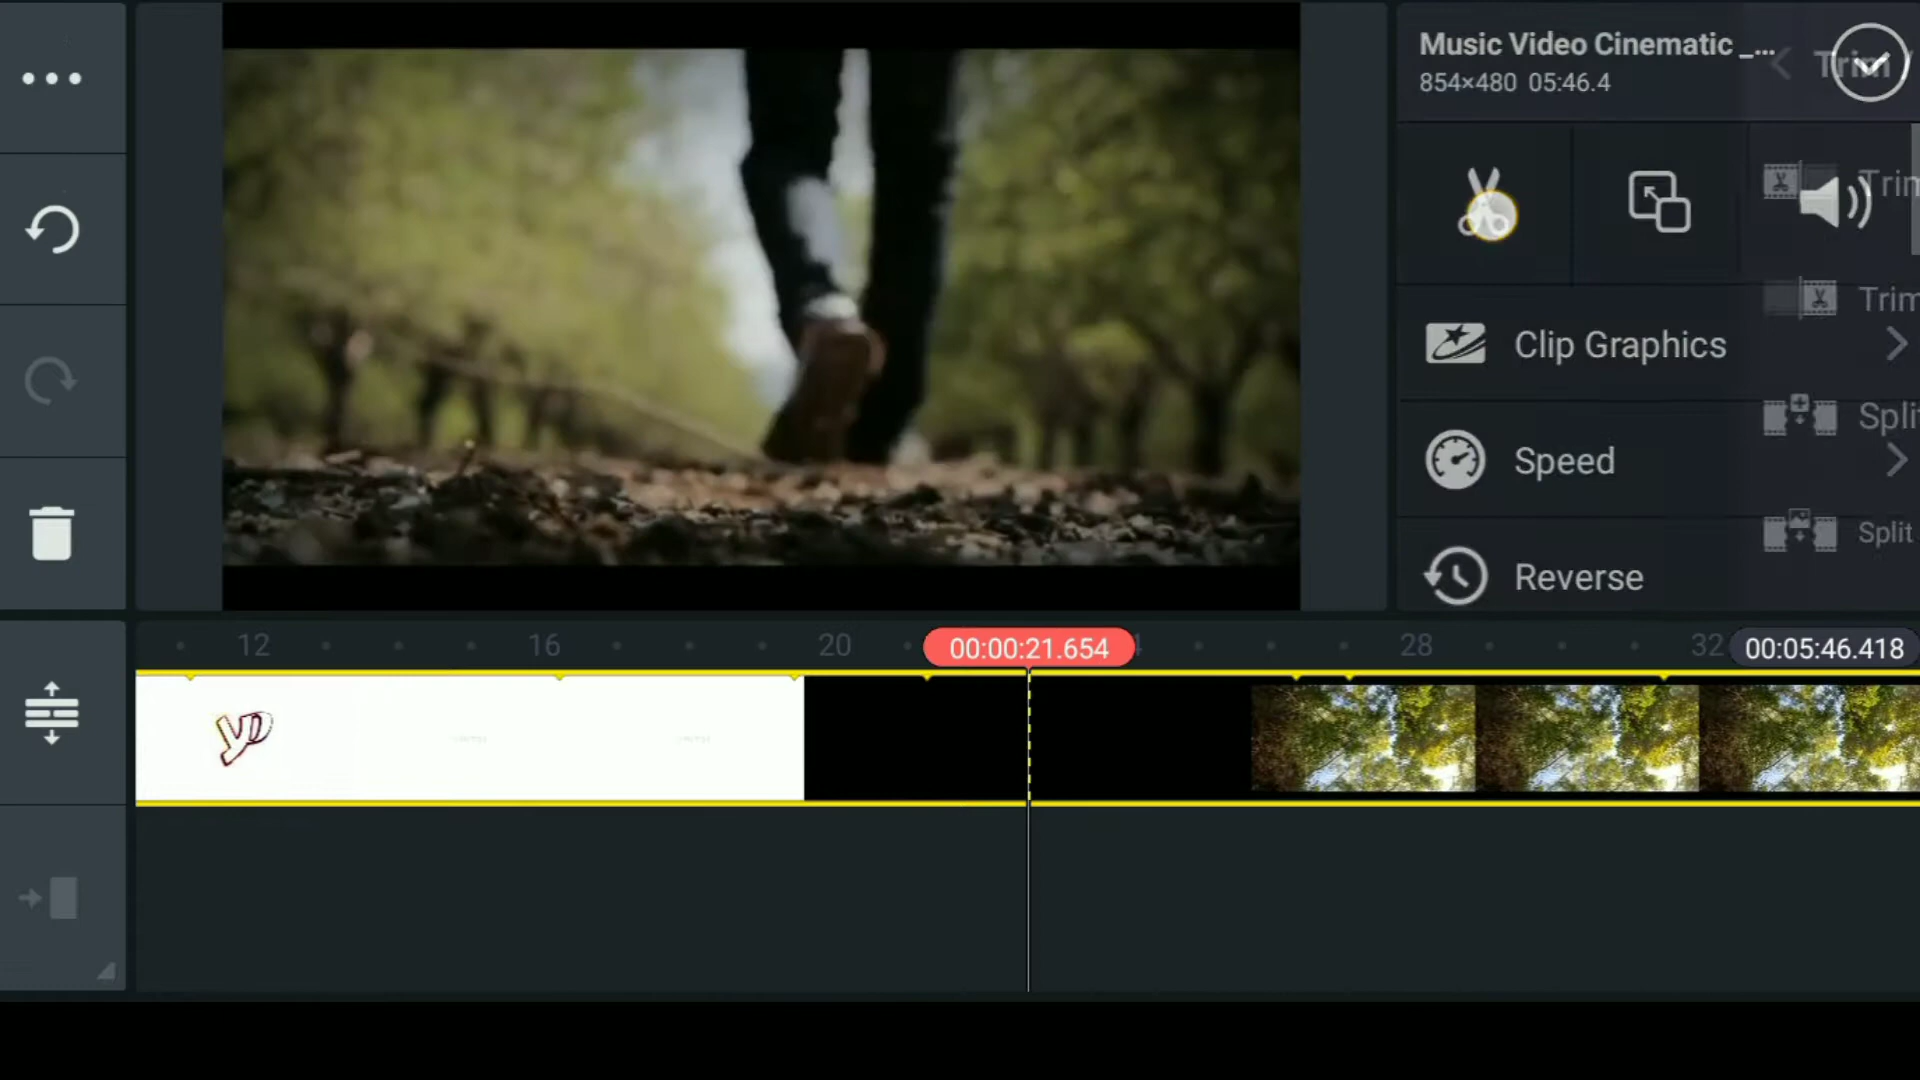 Music Video Cinematic _...
854×480 05:46.4
Trim
Trim
Trim
Clip Graphics
Split
Speed
Split
Reverse
12
16
20
00:00:21.654
28
32
00:05:46.418